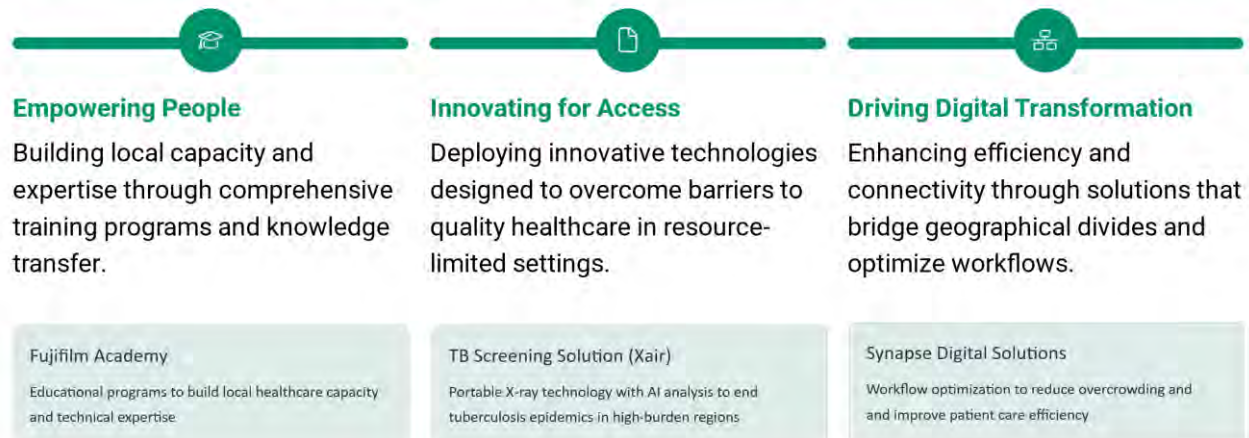 Empowering People
Building local capacity and
expertise through comprehensive
training programs and knowledge
transfer.
Fujifilm Academy
Educational programs to build local healthcare capacity
and technical expertise
Innovating for Access
Deploying innovative technologies
designed to overcome barriers to
quality healthcare in resource-
limited settings.
TB Screening Solution (Xair)
Portable X-ray technology with AI analysis to end
tuberculosis epidemics in high-burden regions
Driving Digital Transformation
Enhancing efficiency and
connectivity through solutions that
bridge geographical divides and
optimize workflows.
Synapse Digital Solutions
Workflow optimization to reduce overcrowding and
and improve patient care efficiency